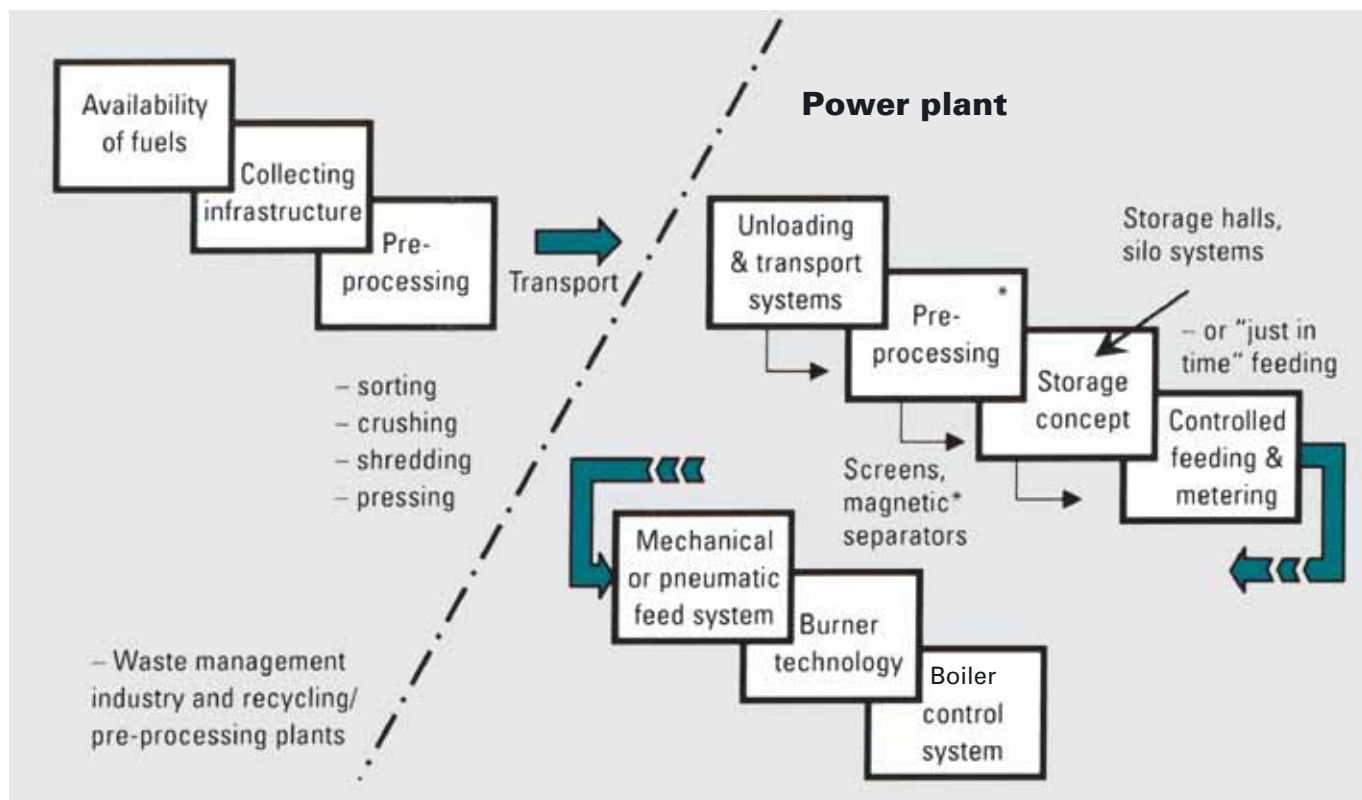 Availability
of fuels
Collecting
infrastructure
Pre-
processing
Transport
– sorting
– crushing
– shredding
– pressing
– Waste management
industry and recycling/
pre-processing plants
Power plant
Unloading
& transport
systems
*
Pre-
processing
Screens,
magnetic*
separators
Storage halls,
silo systems
Storage
concept
– or “just in
time” feeding
Controlled
feeding &
metering
Mechanical
or pneumatic
feed system
Burner
technology
Boiler
control
system